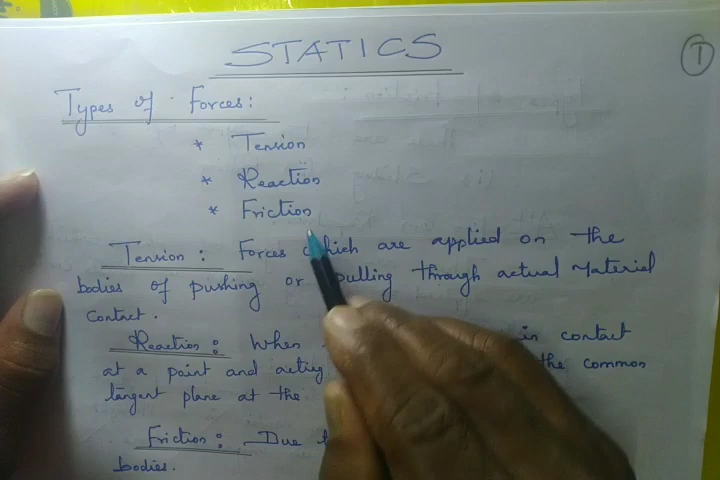 STATICS
1
Types of Forces:
* Tension
* Reaction
* Friction
Tension: Forces which are applied on the
bodies of pushing or pulling through actual Material
Contact.
Reaction: When in contact
at a point and acting the common
tangent plane at the
Friction: Due
bodies.